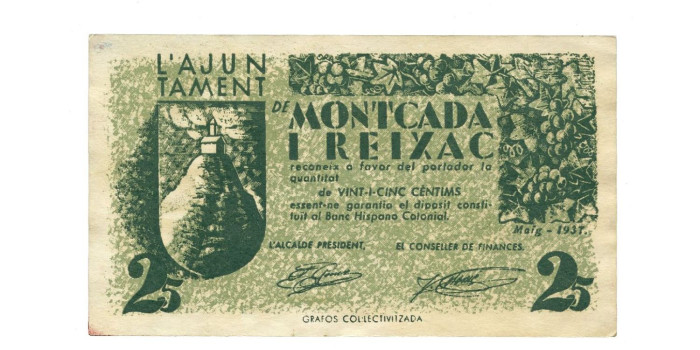 L'AJUN
TAMENT
DE MONTCADA
I REIXAC
reconeix a favor del portador la
quantitat
de VINT-I-CINC CÈNTIMS
essent-ne garantia el diposit consti-
tuït al Banc Hispano Colonial.
Maig - 1937.
L'ALCALDE PRESIDENT,
EL CONSELLER DE FINANCES.
25
25
GRAFOS COL·LECTIVITZADA